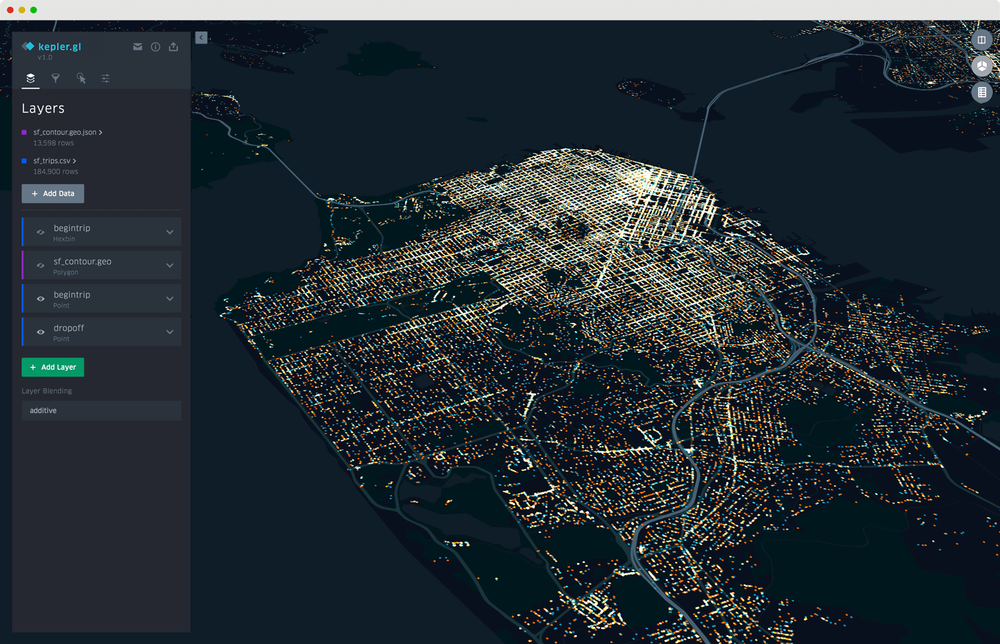 kepler.gl
v1.0
Layers
sf_contour.geo.json
13,598 rows
sf_trips.csv
184,900 rows
+ Add Data
begintrip
Hexbin
sf_contour.geo
Polygon
begintrip
Point
dropoff
Point
+ Add Layer
Layer Blending
additive